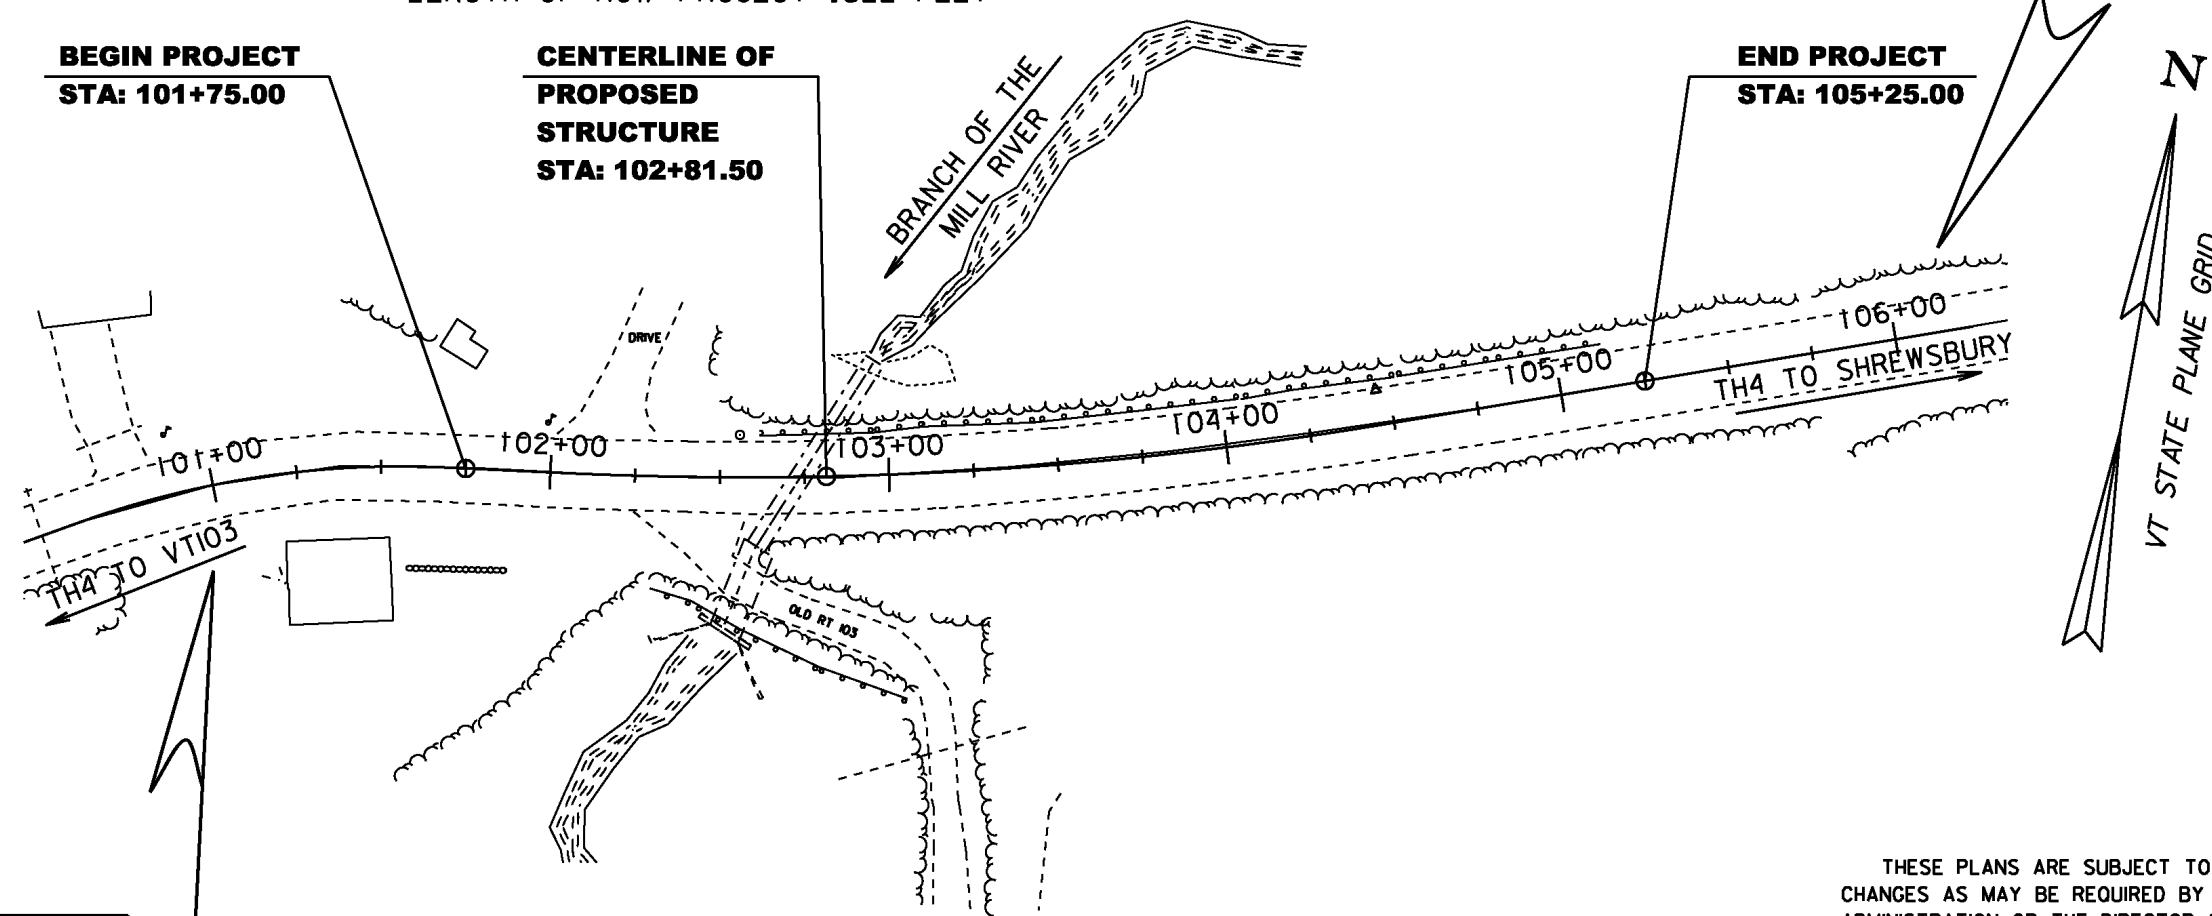 BEGIN PROJECT
STA: 101+75.00
CENTERLINE OF
PROPOSED
STRUCTURE
STA: 102+81.50
BRANCH OF THE
MILL RIVER
END PROJECT
STA: 105+25.00
N
VT STATE PLANE GRID
DRIVE
101+00
102+00
103+00
104+00
105+00
106+00
TH4 TO SHREWSBURY
TH4 TO VT103
OLD RT 103
THESE PLANS ARE SUBJECT TO
CHANGES AS MAY BE REQUIRED BY